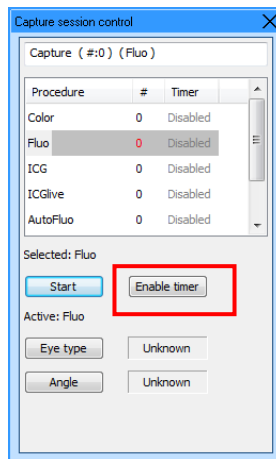 Capture session control
Capture ( #:0 ) ( Fluo )
Procedure # Timer
Color 0 Disabled
Fluo 0 Disabled
ICG 0 Disabled
ICGlive 0 Disabled
AutoFluo 0 Disabled
Selected: Fluo
Start Enable timer
Active: Fluo
Eye type Unknown
Angle Unknown